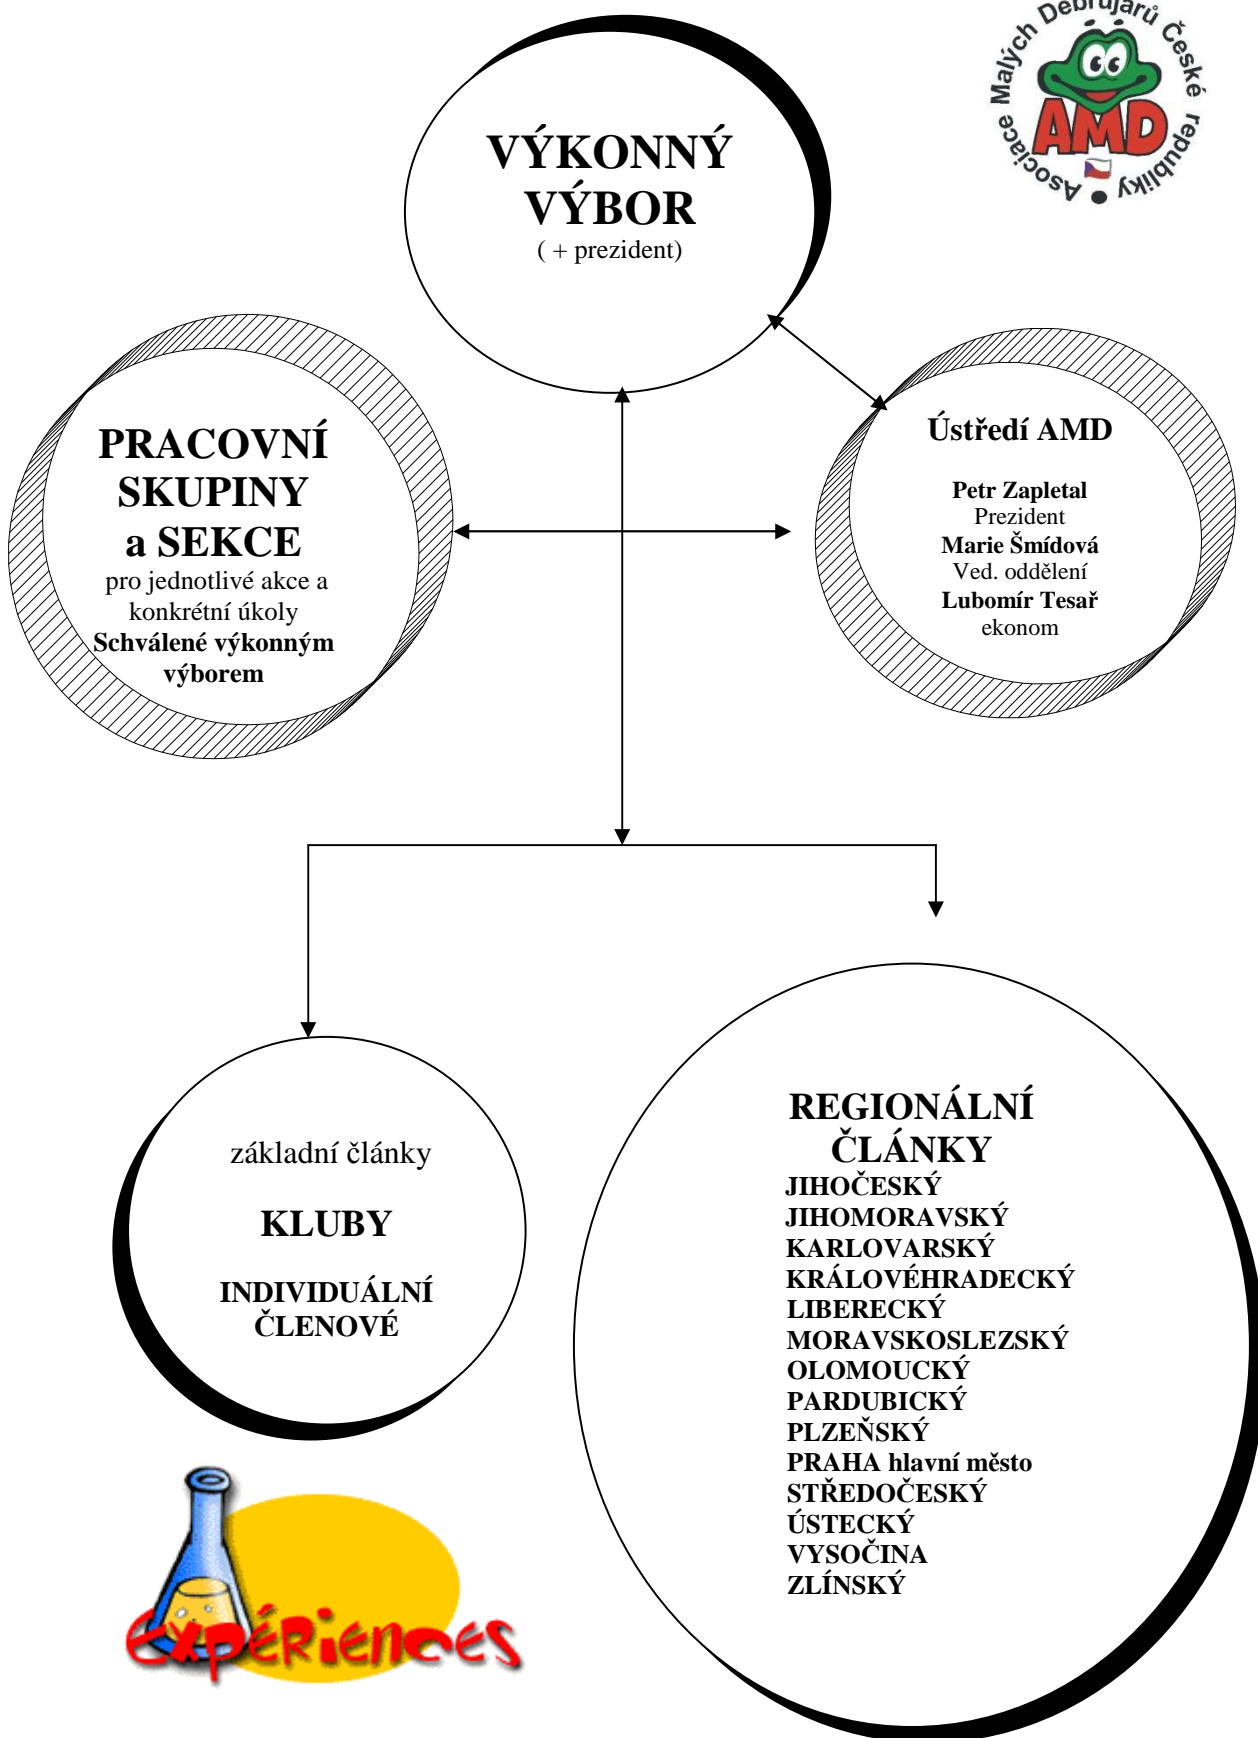 Asociace Malých Debrujárů České republiky
AMD
VÝKONNÝ
VÝBOR
( + prezident)
PRACOVNÍ
SKUPINY
a SEKCE
pro jednotlivé akce a
konkrétní úkoly
Schválené výkonným
výborem
Ústředí AMD
Petr Zapletal
Prezident
Marie Šmídová
Ved. oddělení
Lubomír Tesař
ekonom
základní články
KLUBY
INDIVIDUÁLNÍ
ČLENOVÉ
REGIONÁLNÍ
ČLÁNKY
JIHOČESKÝ
JIHOMORAVSKÝ
KARLOVARSKÝ
KRÁLOVÉHRADECKÝ
LIBERECKÝ
MORAVSKOSLEZSKÝ
OLOMOUCKÝ
PARDUBICKÝ
PLZEŇSKÝ
PRAHA hlavní město
STŘEDOČESKÝ
ÚSTECKÝ
VYSOČINA
ZLÍNSKÝ
expériences